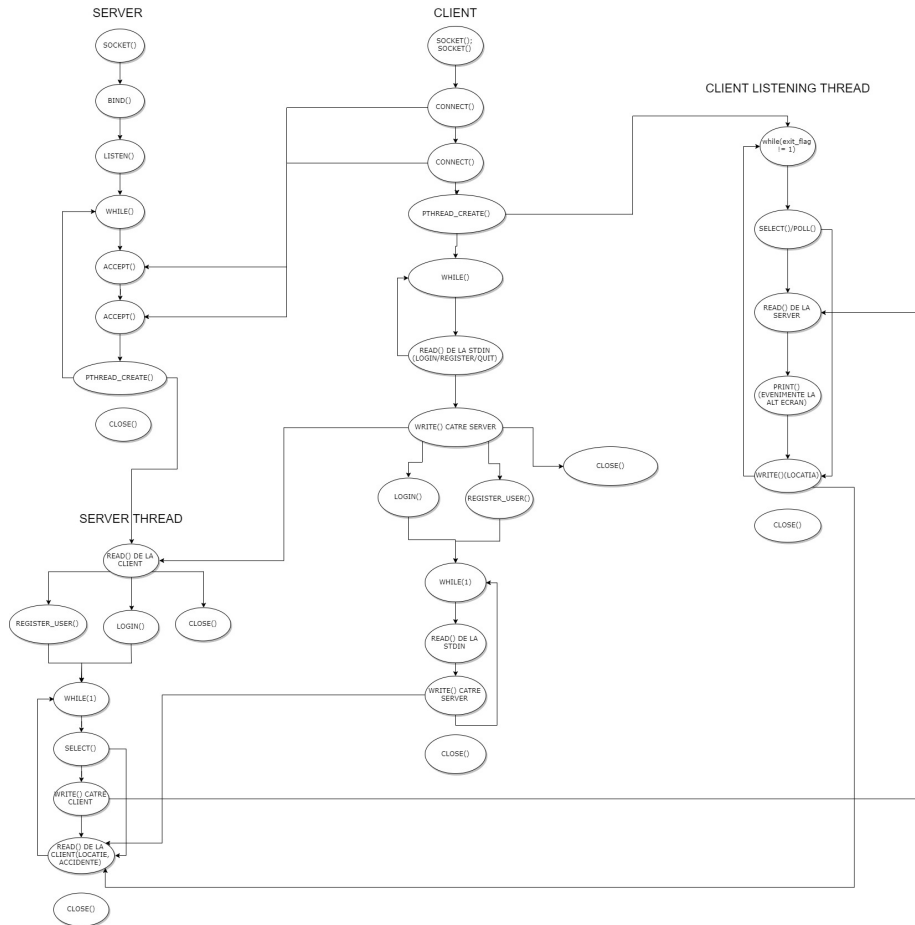 SERVER
SOCKET()
BIND()
LISTEN()
WHILE()
ACCEPT()
ACCEPT()
PTHREAD_CREATE()
CLOSE()
CLIENT
SOCKET();
SOCKET()
CONNECT()
CONNECT()
PTHREAD_CREATE()
WHILE()
READ() DE LA STDIN
(LOGIN/REGISTER/QUIT)
WRITE() CATRE SERVER
CLOSE()
LOGIN()
REGISTER_USER()
WHILE(1)
READ() DE LA
STDIN
WRITE() CATRE
SERVER
CLOSE()
CLIENT LISTENING THREAD
while(exit_flag
!= 1)
SELECT()/POLL()
READ() DE LA
SERVER
PRINT()
(EVENIMENTE LA
ALT ECRAN)
WRITE()(LOCATIA)
CLOSE()
SERVER THREAD
READ() DE LA
CLIENT
REGISTER_USER()
LOGIN()
CLOSE()
WHILE(1)
SELECT()
WRITE() CATRE
CLIENT
READ() DE LA
CLIENT(LOCATIE,
ACCIDENTE)
CLOSE()